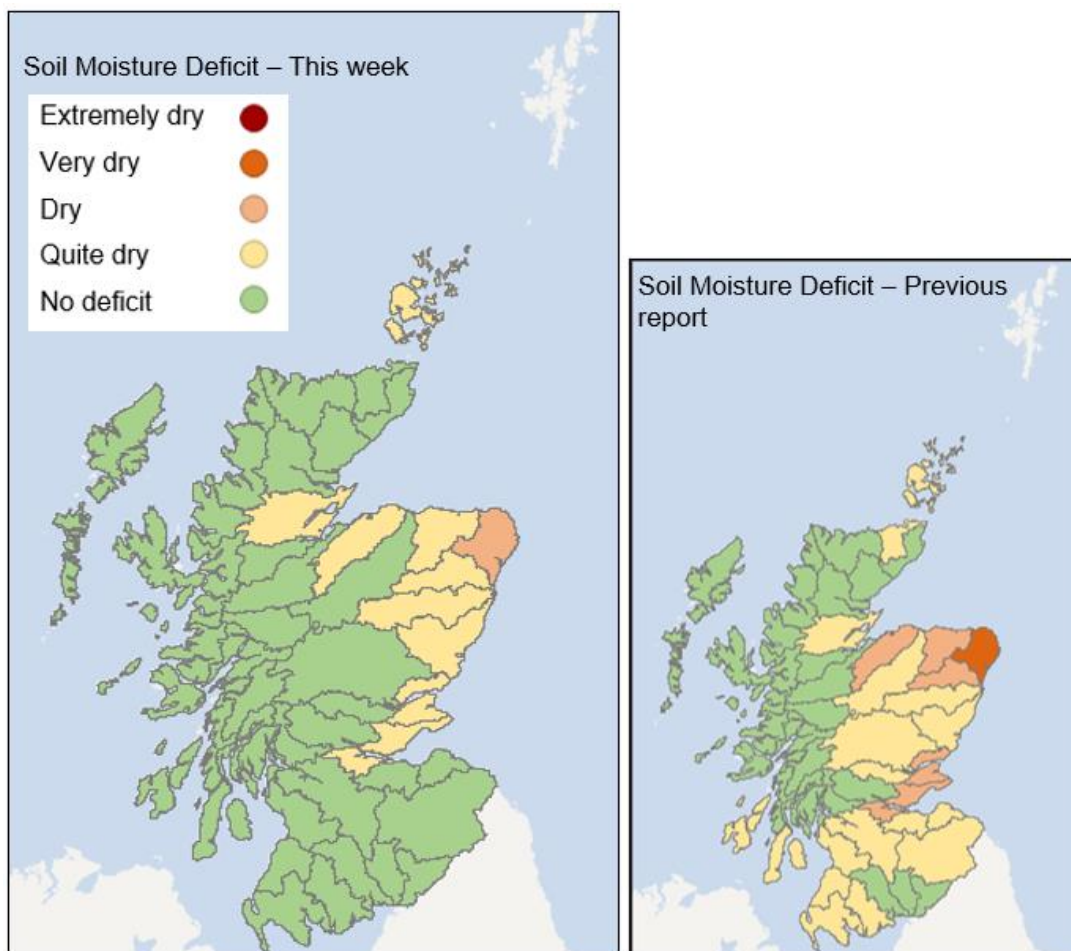 Soil Moisture Deficit – This week
Extremely dry
Very dry
Dry
Quite dry
No deficit
Soil Moisture Deficit – Previous
report